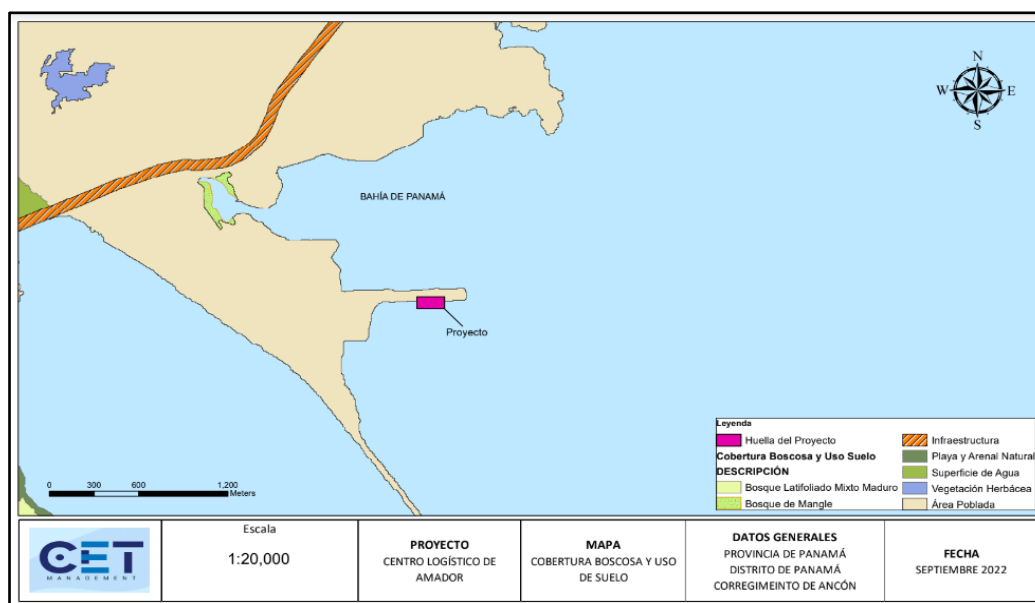 N
W E
S
BAHÍA DE PANAMÁ
Proyecto
0 300 600 1,200
Meters
Leyenda
Huella del Proyecto
Cobertura Boscosa y Uso Suelo
DESCRIPCIÓN
Bosque Latifoliado Mixto Maduro
Bosque de Mangle
Infraestructura
Playa y Arenal Natural
Superficie de Agua
Vegetación Herbácea
Área Poblada
CET
MANAGEMENT
Escala
1:20,000
PROYECTO
CENTRO LOGÍSTICO DE
AMADOR
MAPA
COBERTURA BOSCOSA Y USO
DE SUELO
DATOS GENERALES
PROVINCIA DE PANAMÁ
DISTRITO DE PANAMÁ
CORREGIMEINTO DE ANCÓN
FECHA
SEPTIEMBRE 2022